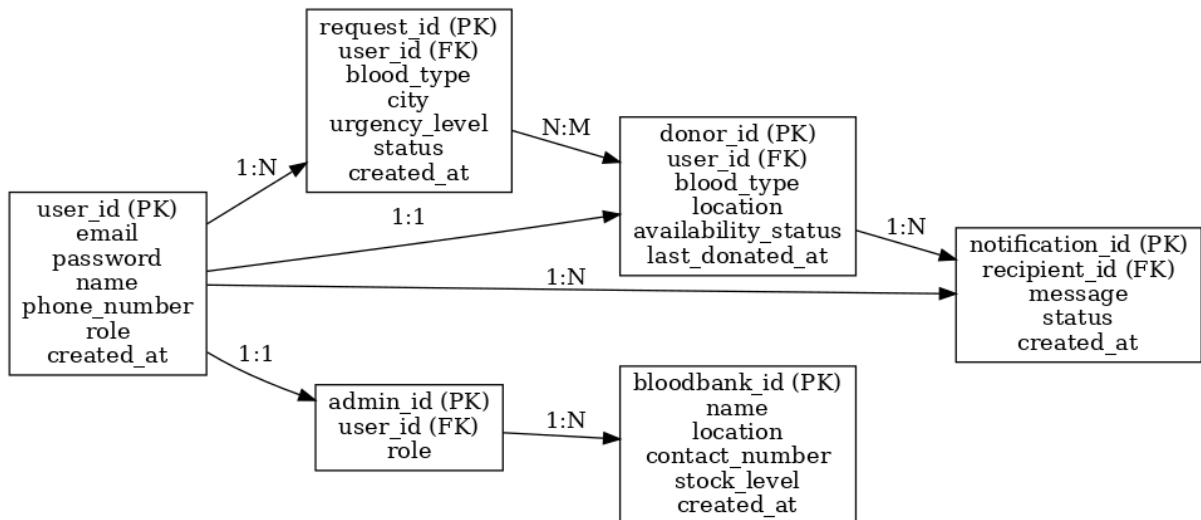 request_id (PK)
user_id (FK)
blood_type
city
urgency_level
status
created_at
N:M
donor_id (PK)
user_id (FK)
blood_type
location
availability_status
last_donated_at
1:N
user_id (PK)
email
password
name
phone_number
role
created_at
1:1
1:N
notification_id (PK)
recipient_id (FK)
message
status
created_at
1:N
1:1
admin_id (PK)
user_id (FK)
role
1:N
bloodbank_id (PK)
name
location
contact_number
stock_level
created_at